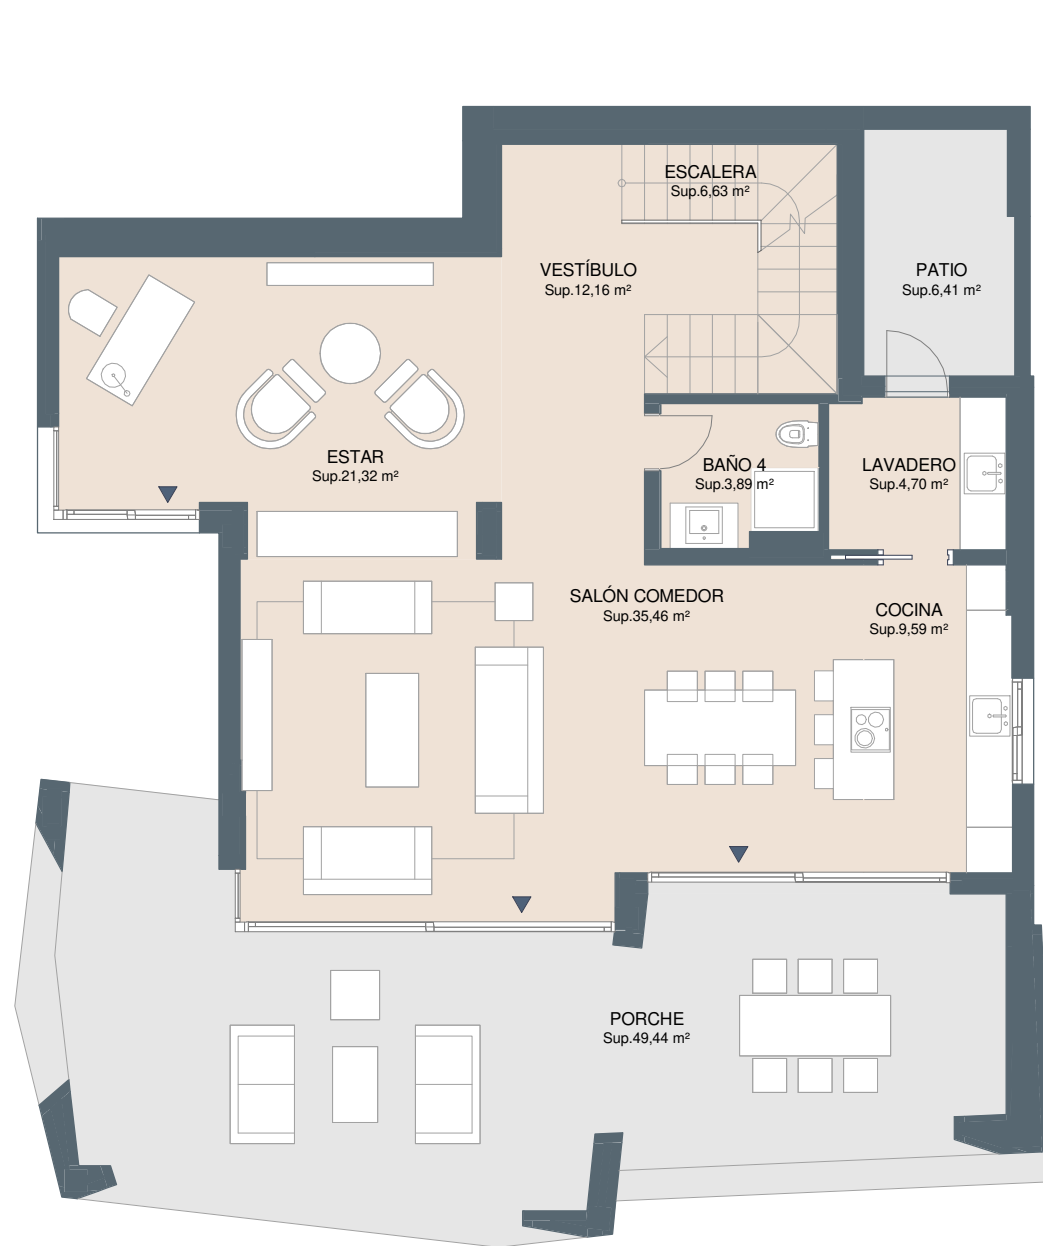 ESCALERA
Sup.6,63 m²
VESTÍBULO
Sup.12,16 m²
PATIO
Sup.6,41 m²
ESTAR
Sup.21,32 m²
BAÑO 4
Sup.3,89 m²
LAVADERO
Sup.4,70 m²
SALÓN COMEDOR
Sup.35,46 m²
COCINA
Sup.9,59 m²
PORCHE
Sup.49,44 m²